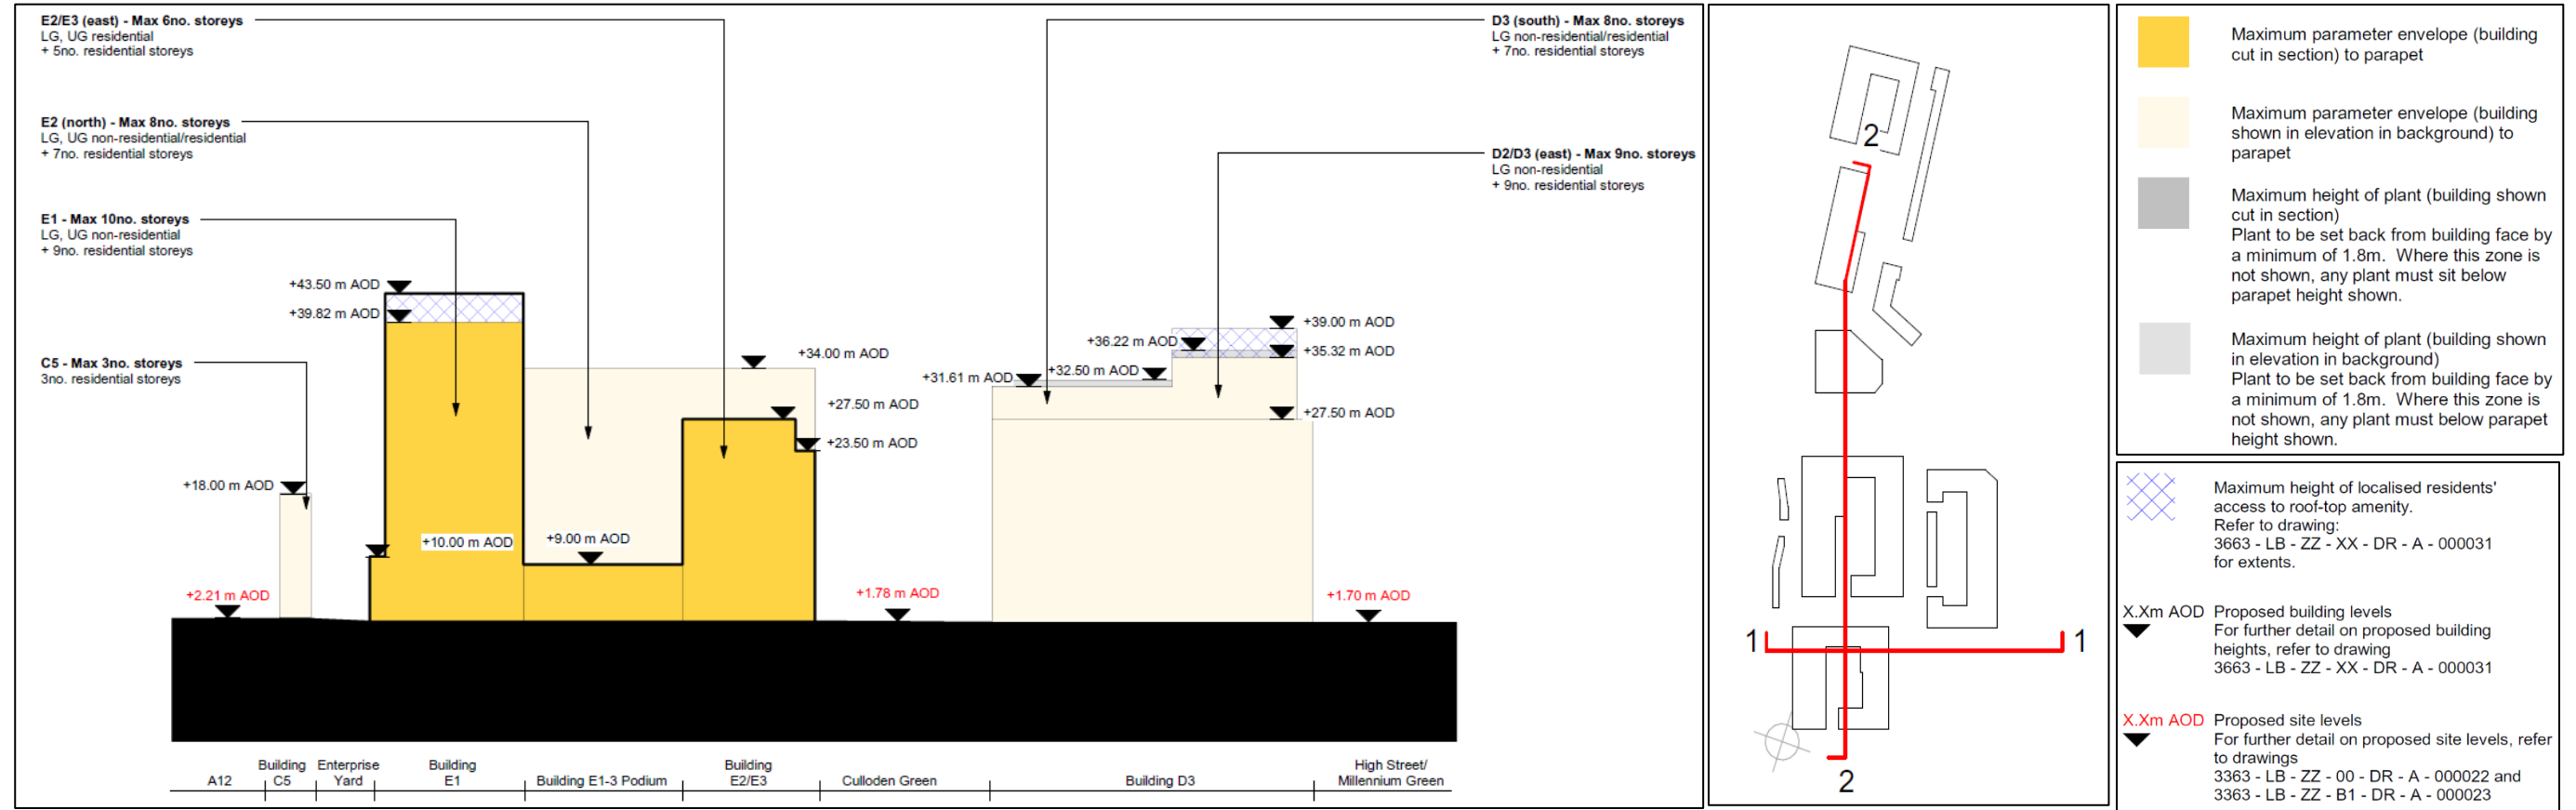 E2/E3 (east) - Max 6no. storeys
LG, UG residential
+ 5no. residential storeys
E2 (north) - Max 8no. storeys
LG, UG non-residential/residential
+ 7no. residential storeys
E1 - Max 10no. storeys
LG, UG non-residential
+ 9no. residential storeys
C5 - Max 3no. storeys
3no. residential storeys
D3 (south) - Max 8no. storeys
LG non-residential/residential
+ 7no. residential storeys
D2/D3 (east) - Max 9no. storeys
LG non-residential
+ 9no. residential storeys
+43.50 m AOD
+39.82 m AOD
+18.00 m AOD
+2.21 m AOD
+10.00 m AOD
+9.00 m AOD
+34.00 m AOD
+27.50 m AOD
+23.50 m AOD
+1.78 m AOD
+31.61 m AOD
+32.50 m AOD
+36.22 m AOD
+39.00 m AOD
+35.32 m AOD
+27.50 m AOD
+1.70 m AOD
A12
Building
C5
Enterprise
Yard
Building
E1
Building E1-3 Podium
Building
E2/E3
Culloden Green
Building D3
High Street/
Millennium Green
2
1
1
2
Maximum parameter envelope (building
cut in section) to parapet
Maximum parameter envelope (building
shown in elevation in background) to
parapet
Maximum height of plant (building shown
cut in section)
Plant to be set back from building face by
a minimum of 1.8m. Where this zone is
not shown, any plant must sit below
parapet height shown.
Maximum height of plant (building shown
in elevation in background)
Plant to be set back from building face by
a minimum of 1.8m. Where this zone is
not shown, any plant must below parapet
height shown.
Maximum height of localised residents'
access to roof-top amenity.
Refer to drawing:
3663 - LB - ZZ - XX - DR - A - 000031
for extents.
X.Xm AOD Proposed building levels
For further detail on proposed building
heights, refer to drawing
3663 - LB - ZZ - XX - DR - A - 000031
X.Xm AOD Proposed site levels
For further detail on proposed site levels, refer
to drawings
3363 - LB - ZZ - 00 - DR - A - 000022 and
3363 - LB - ZZ - B1 - DR - A - 000023